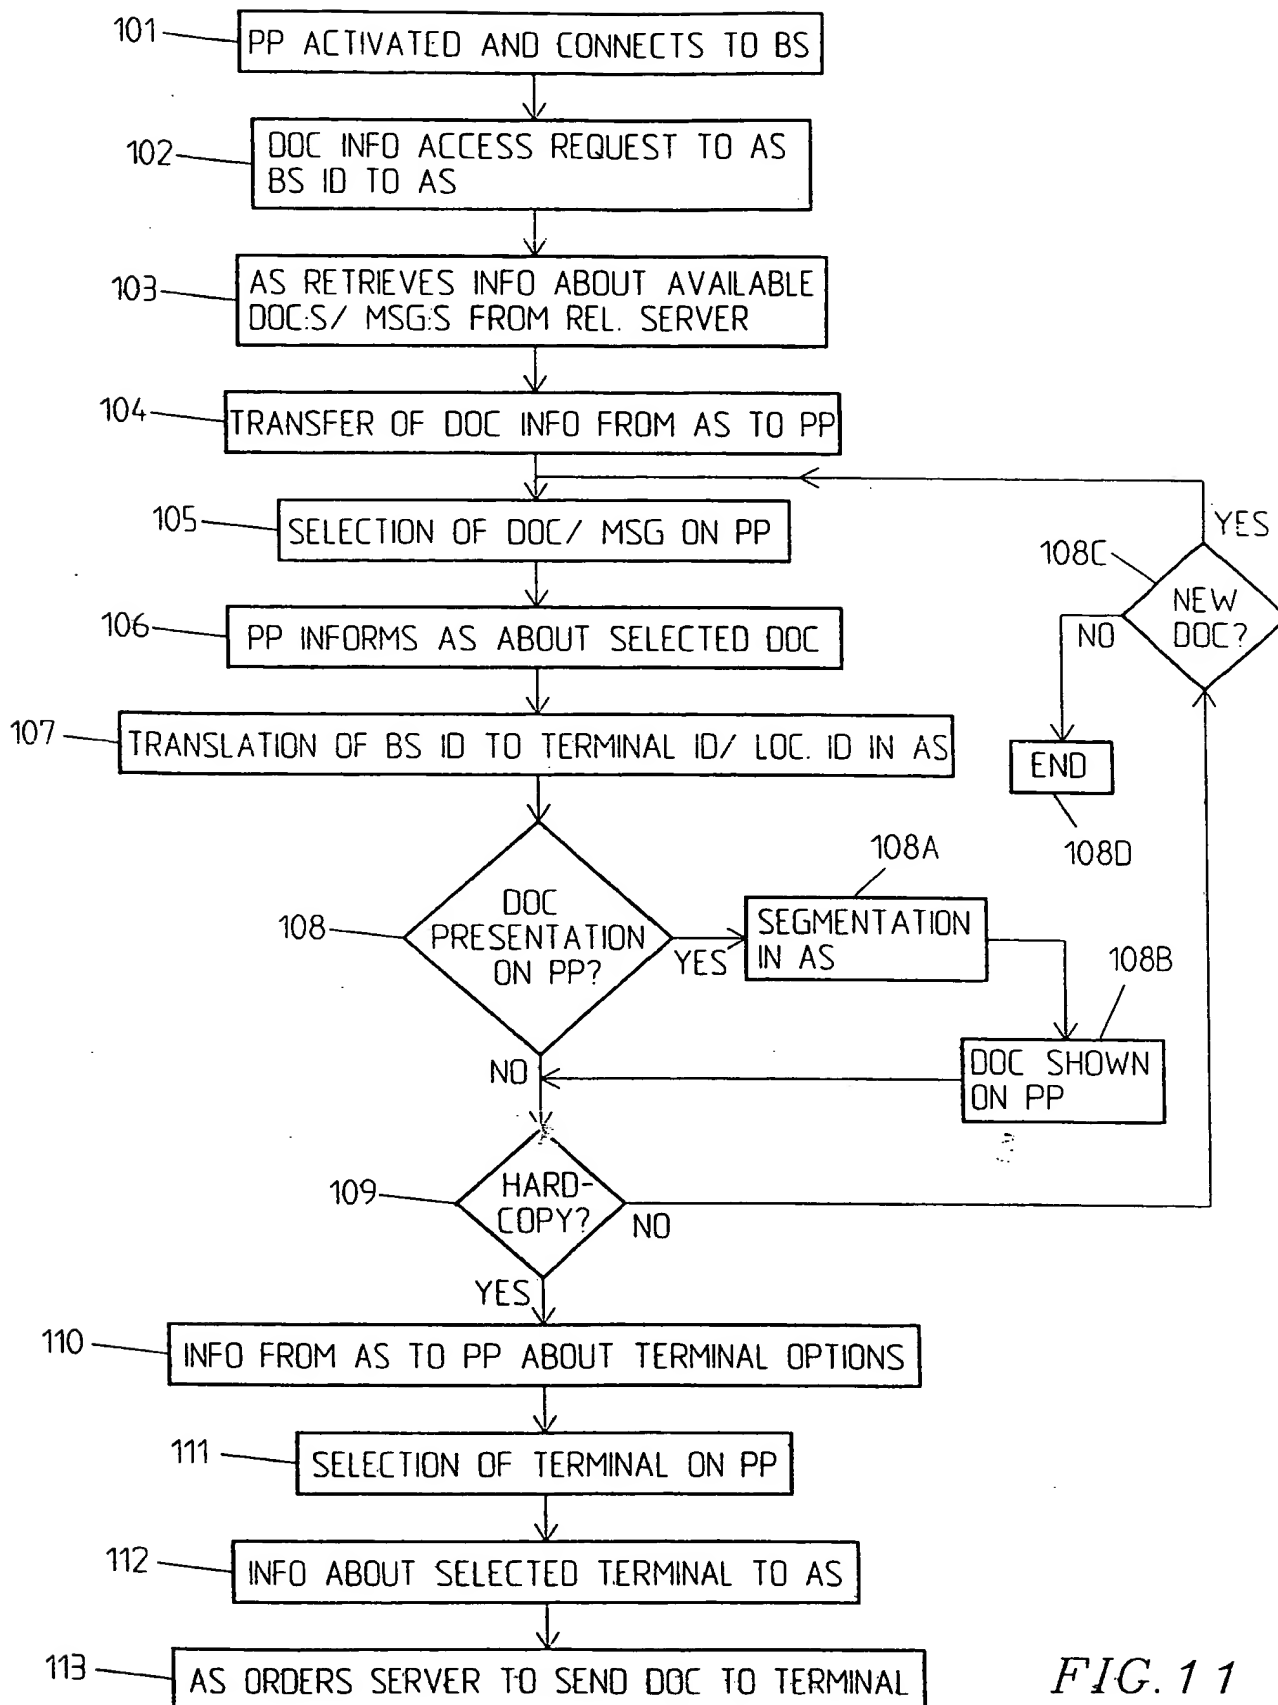 101
PP ACTIVATED AND CONNECTS TO BS
102
DOC INFO ACCESS REQUEST TO AS
BS ID TO AS
103
AS RETRIEVES INFO ABOUT AVAILABLE
DOC:S/ MSG:S FROM REL. SERVER
104
TRANSFER OF DOC INFO FROM AS TO PP
105
SELECTION OF DOC/ MSG ON PP
YES
108C
NEW
DOC?
NO
106
PP INFORMS AS ABOUT SELECTED DOC
107
TRANSLATION OF BS ID TO TERMINAL ID/ LOC. ID IN AS
END
108D
108
DOC
PRESENTATION
ON PP?
YES
108A
SEGMENTATION
IN AS
108B
DOC SHOWN
ON PP
NO
109
HARD-
COPY?
NO
YES
110
INFO FROM AS TO PP ABOUT TERMINAL OPTIONS
111
SELECTION OF TERMINAL ON PP
112
INFO ABOUT SELECTED TERMINAL TO AS
113
AS ORDERS SERVER TO SEND DOC TO TERMINAL
FIG. 11